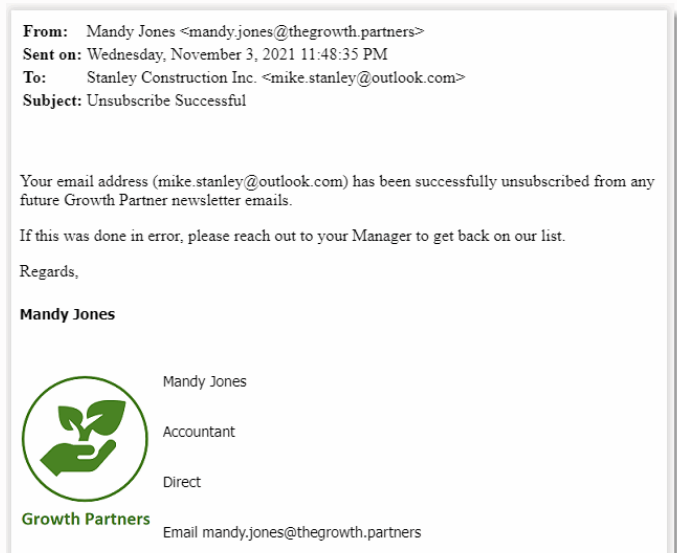 From: Mandy Jones <mandy.jones@thegrowth.partners>
Sent on: Wednesday, November 3, 2021 11:48:35 PM
To: Stanley Construction Inc. <mike.stanley@outlook.com>
Subject: Unsubscribe Successful
Your email address (mike.stanley@outlook.com) has been successfully unsubscribed from any
future Growth Partner newsletter emails.
If this was done in error, please reach out to your Manager to get back on our list.
Regards,
Mandy Jones
Mandy Jones
Accountant
Direct
Growth Partners
Email mandy.jones@thegrowth.partners